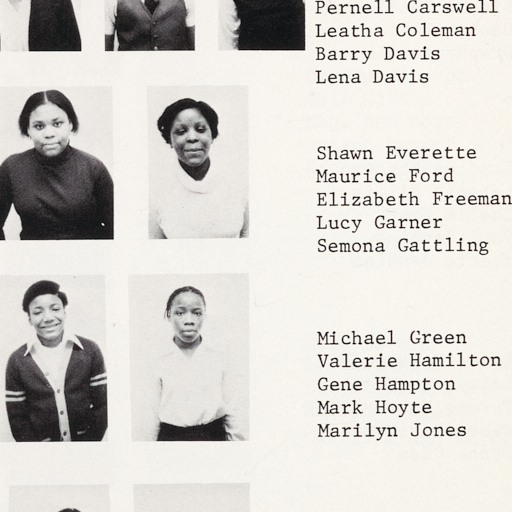 Pernell Carswell
Leatha Coleman
Barry Davis
Lena Davis
Shawn Everette
Maurice Ford
Elizabeth Freeman
Lucy Garner
Semona Gattling
Michael Green
Valerie Hamilton
Gene Hampton
Mark Hoyte
Marilyn Jones